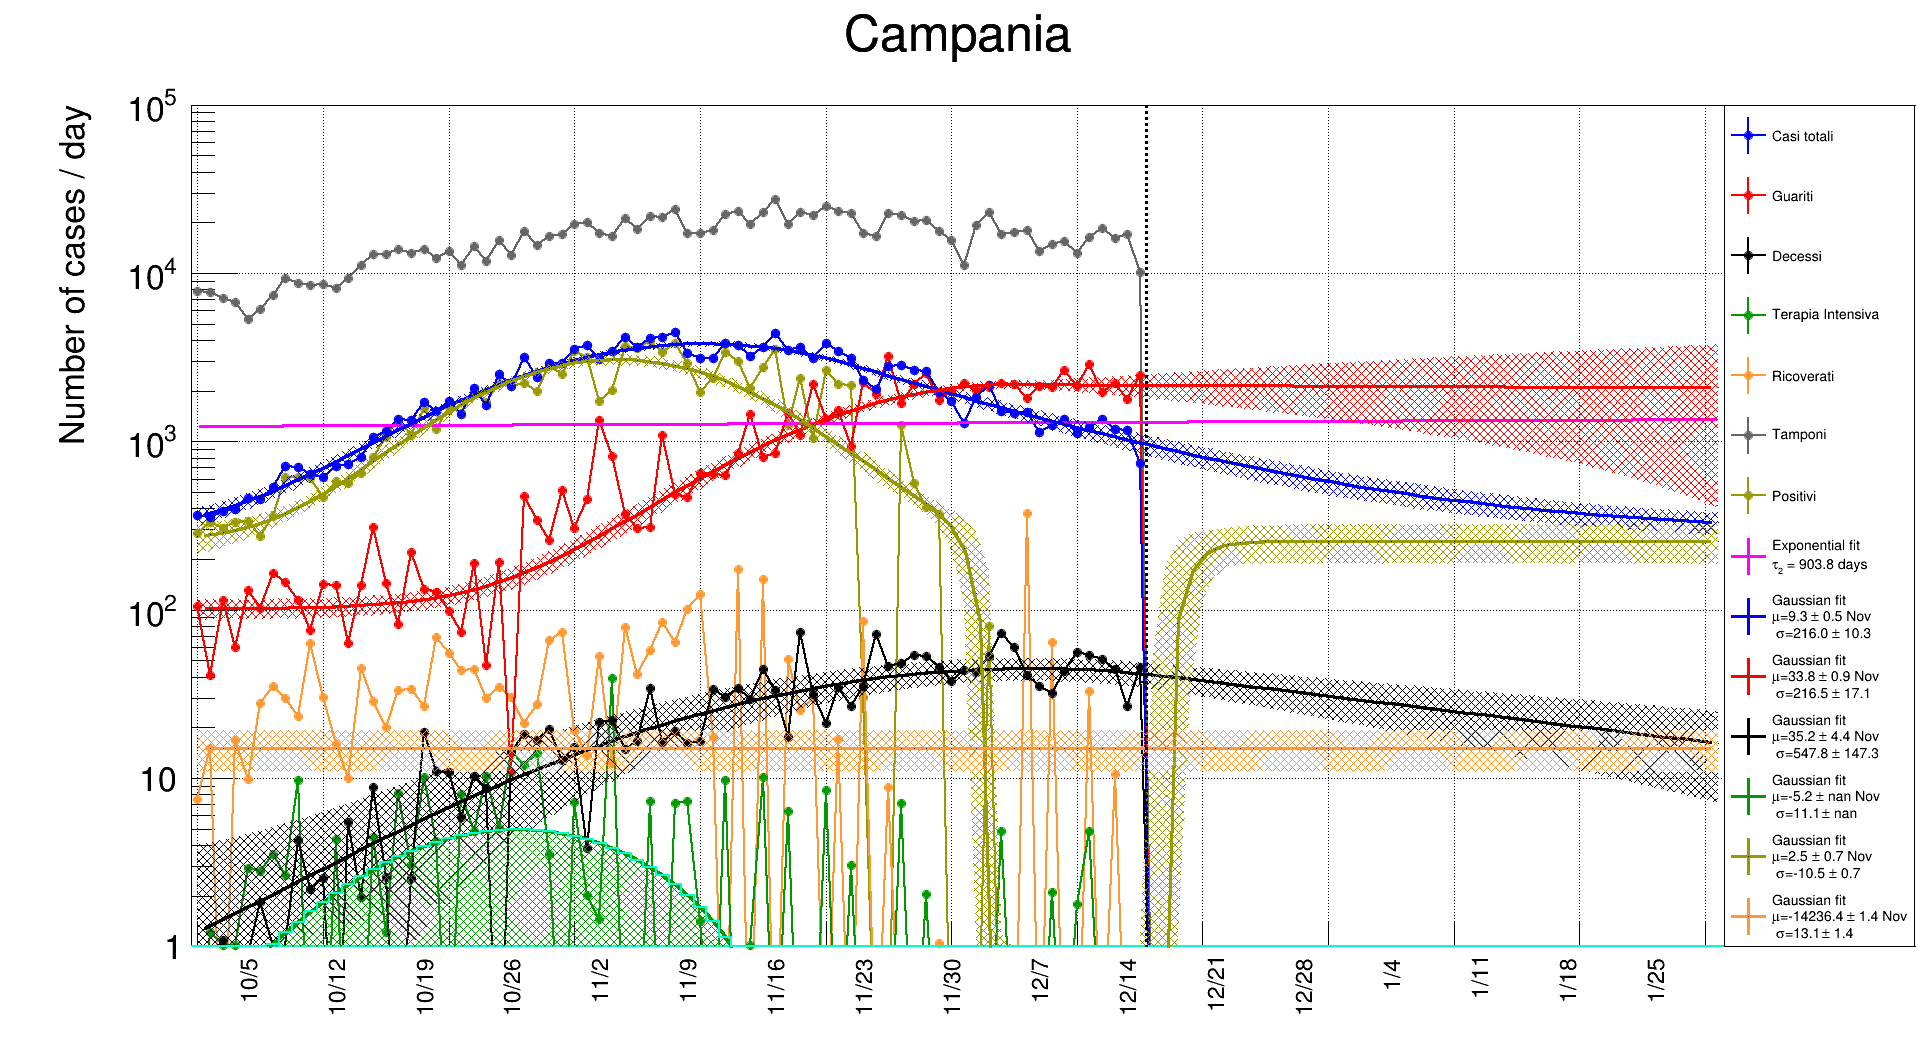 Campania
Number of cases / day
10^5
10^4
10^3
10^2
10
1
10/5 10/12 10/19 10/26 11/2 11/9 11/16 11/23 11/30 12/7 12/14 12/21 12/28 1/4 1/11 1/18 1/25
Casi totali
Guariti
Decessi
Terapia Intensiva
Ricoverati
Tamponi
Positivi
Exponential fit
τ₂ = 903.8 days
Gaussian fit
μ=9.3 ± 0.5 Nov
σ=216.0 ± 10.3
Gaussian fit
μ=33.8 ± 0.9 Nov
σ=216.5 ± 17.1
Gaussian fit
μ=35.2 ± 4.4 Nov
σ=547.8 ± 147.3
Gaussian fit
μ=-5.2 ± nan Nov
σ=11.1 ± nan
Gaussian fit
μ=2.5 ± 0.7 Nov
σ=-10.5 ± 0.7
Gaussian fit
μ=-14236.4 ± 1.4 Nov
σ=13.1 ± 1.4